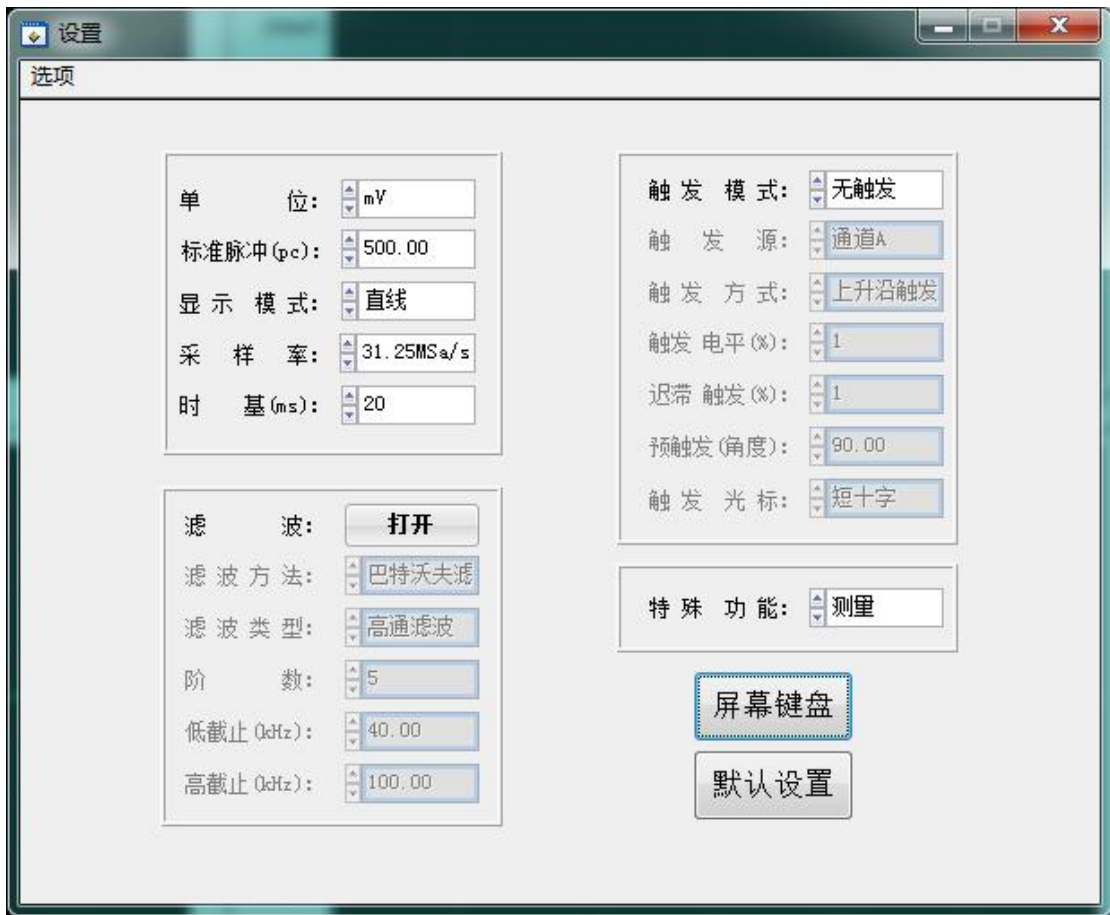 设置
选项
单 位: mV
标准脉冲(pc): 500.00
显示 模式: 直线
采 样 率: 31.25MSa/s
时 基(ms): 20
滤 波: 打开
滤波方法: 巴特沃夫滤
滤波类型: 高通滤波
阶 数: 5
低截止(kHz): 40.00
高截止(kHz): 100.00
触发 模式: 无触发
触 发 源: 通道A
触发 方式: 上升沿触发
触发 电平(%): 1
迟滞 触发(%): 1
预触发(角度): 90.00
触发 光标: 短十字
特殊 功能: 测量
屏幕键盘
默认设置